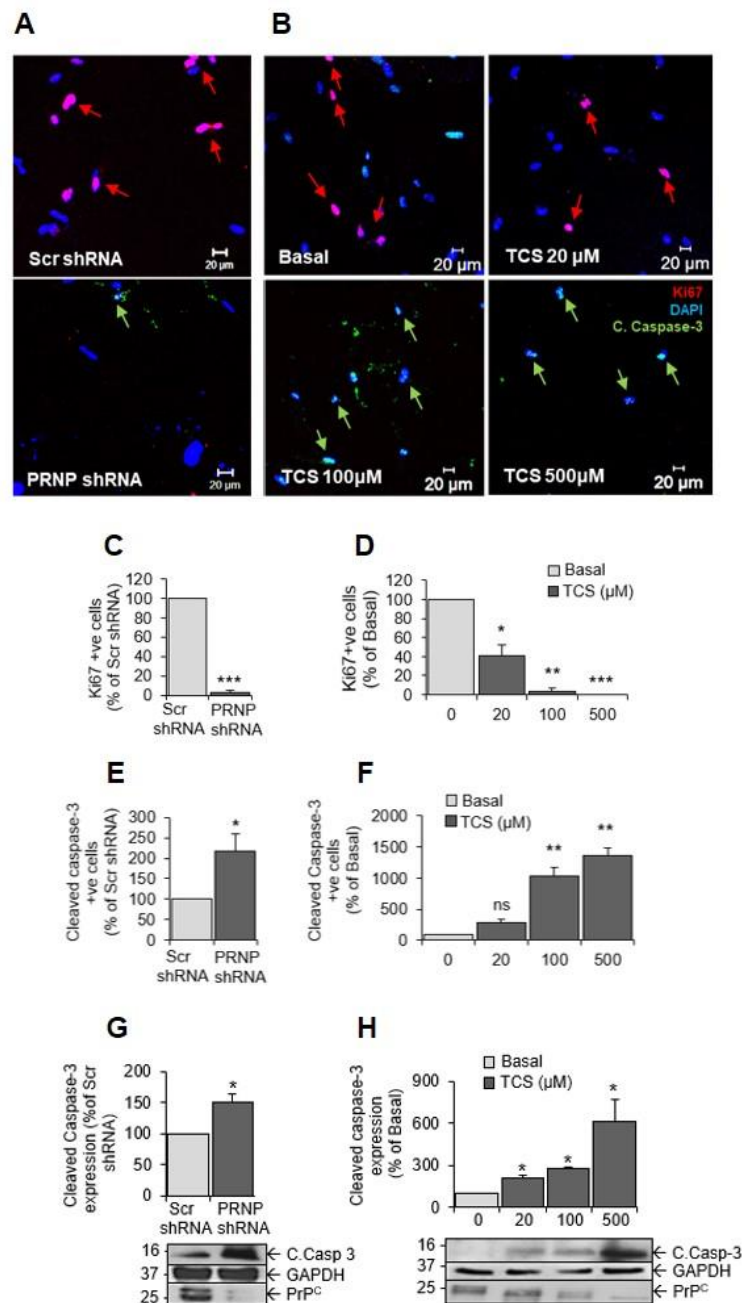 A
B
Scr shRNA
20 µm
Basal
20 µm
TCS 20 µM
20 µm
PRNP shRNA
20 µm
TCS 100µM
20 µm
Ki67
DAPI
C. Caspase-3
TCS 500µM
20 µm
C
Ki67 +ve cells
(% of Scr shRNA)
120
100
80
60
40
20
0
***
Scr
shRNA
PRNP
shRNA
D
Ki67+ve cells
(% of Basal)
120
100
80
60
40
20
0
Basal
TCS (µM)
*
**
***
0 20 100 500
E
Cleaved caspase-3
+ve cells
(% of Scr shRNA)
300
250
200
150
100
50
0
*
Scr
shRNA
PRNP
shRNA
F
Cleaved Caspase-3
+ve cells
(% of Basal)
2000
1500
1000
500
0
Basal
TCS (µM)
ns
**
**
0 20 100 500
G
Cleaved Caspase-3
expression (%of Scr
shRNA)
200
150
100
50
0
*
Scr
shRNA
PRNP
shRNA
16
C.Casp 3
37
GAPDH
25
PrPᶜ
H
Cleaved caspase-3
expression
(% of Basal)
900
600
300
0
Basal
TCS (µM)
*
*
*
0 20 100 500
16
C.Casp-3
37
GAPDH
25
PrPᶜ